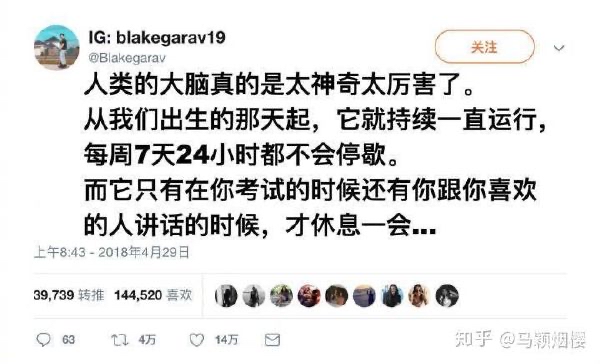 IG: blakegarav19
@Blakegarav
关注
人类的大脑真的是太神奇太厉害了。
从我们出生的那天起，它就持续一直运行，
每周7天24小时都不会停歇。
而它只有在你考试的时候还有你跟你喜欢
的人讲话的时候，才休息一会...
上午8:43 - 2018年4月29日
39,739 转推 144,520 喜欢
63 4万 14万
知乎 @马颖烟樱